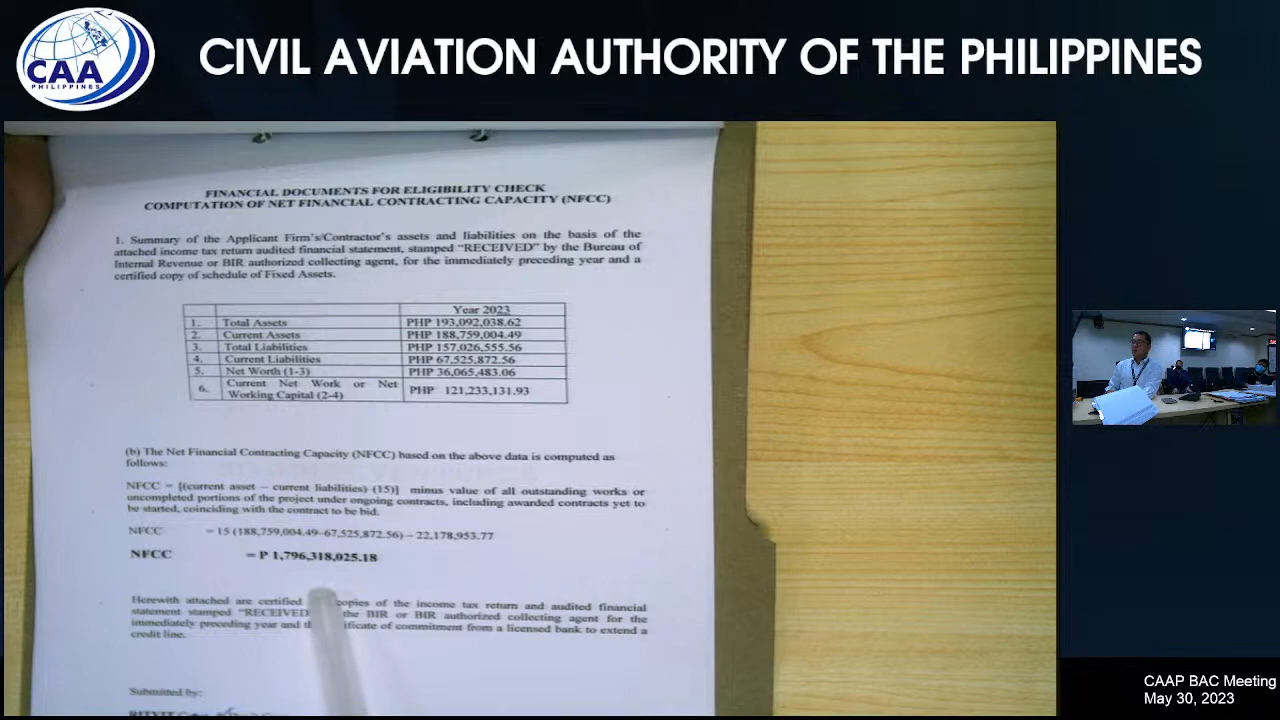 CAA
PHILIPPINES
CIVIL AVIATION AUTHORITY OF THE PHILIPPINES
FINANCIAL DOCUMENTS FOR ELIGIBILITY CHECK
COMPUTATION OF NET FINANCIAL CONTRACTING CAPACITY (NFCC)
1. Summary of the Applicant Firm's/Contractor's assets and liabilities on the basis of the
attached income tax return audited financial statement, stamped "RECEIVED" by the Bureau of
Internal Revenue or BIR authorized collecting agent, for the immediately preceding year and a
certified copy of schedule of Fixed Assets.
Year 2023
1. Total Assets PHP 193,092,038.62
2. Current Assets PHP 188,759,004.49
3. Total Liabilities PHP 157,026,555.56
4. Current Liabilities PHP 67,525,872.56
5. Net Worth (1-3) PHP 36,065,483.06
6. Current Net Work or Net
Working Capital (2-4) PHP 121,233,131.93
(b) The Net Financial Contracting Capacity (NFCC) based on the above data is computed as
follows:
NFCC = [(current asset – current liabilities) (15)] minus value of all outstanding works or
uncompleted portions of the project under ongoing contracts, including awarded contracts yet to
be started, coinciding with the contract to be bid.
NFCC = 15 (188,759,004.49–67,525,872.56) – 22,178,953.77
NFCC = P 1,796,318,025.18
Herewith attached are certified copies of the income tax return and audited financial
statement stamped "RECEIVED the BIR or BIR authorized collecting agent for the
immediately preceding year and of commitment from a licensed bank to extend a
credit line.
Submitted by:
CAAP BAC Meeting
May 30, 2023